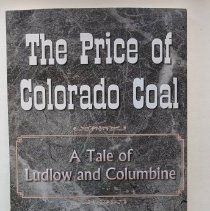 The Price of
Colorado Coal
A Tale of
Ludlow and Columbine